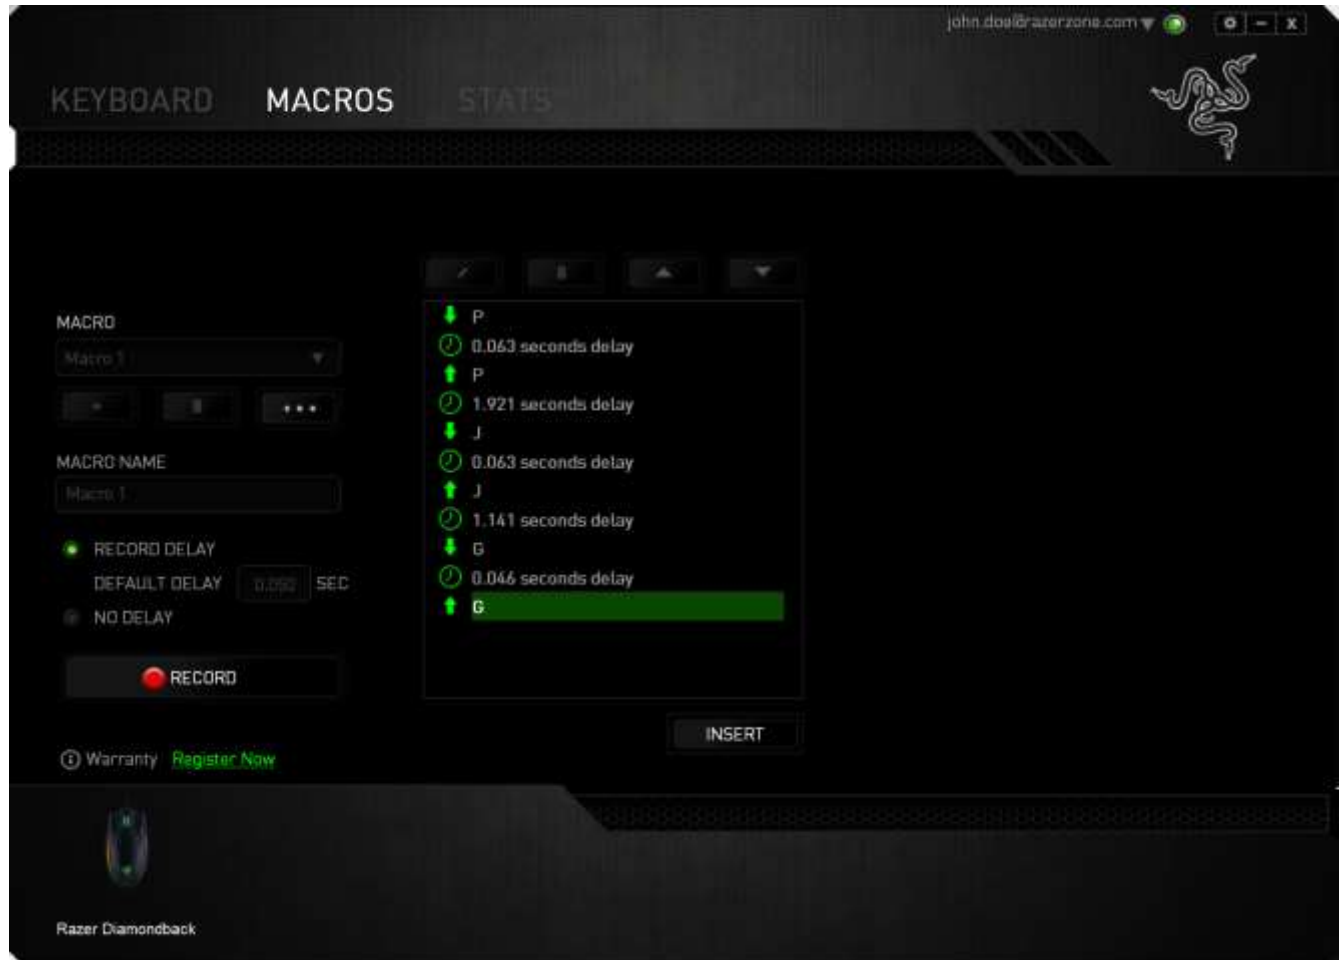 john.doe@razerzone.com
KEYBOARD MACROS STATS
MACRO
Macro 1
MACRO NAME
Macro 1
RECORD DELAY
DEFAULT DELAY 0.050 SEC
NO DELAY
RECORD
P
0.063 seconds delay
P
1.921 seconds delay
J
0.063 seconds delay
J
1.141 seconds delay
G
0.046 seconds delay
G
INSERT
Warranty Register Now
Razer Diamondback